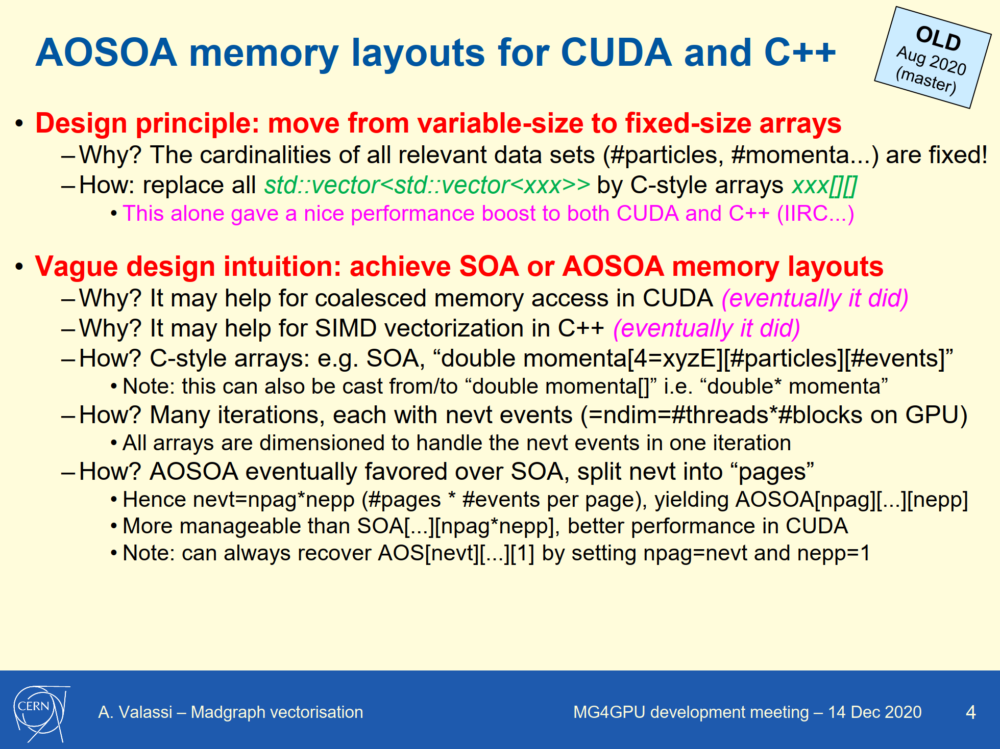 AOSOA memory layouts for CUDA and C++
OLD
Aug 2020
(master)
• Design principle: move from variable-size to fixed-size arrays
– Why? The cardinalities of all relevant data sets (#particles, #momenta...) are fixed!
– How: replace all std::vector<std::vector<xxx>> by C-style arrays xxx[][]
• This alone gave a nice performance boost to both CUDA and C++ (IIRC...)
• Vague design intuition: achieve SOA or AOSOA memory layouts
– Why? It may help for coalesced memory access in CUDA (eventually it did)
– Why? It may help for SIMD vectorization in C++ (eventually it did)
– How? C-style arrays: e.g. SOA, “double momenta[4=xyzE][#particles][#events]”
• Note: this can also be cast from/to “double momenta[]” i.e. “double* momenta”
– How? Many iterations, each with nevt events (=ndim=#threads*#blocks on GPU)
• All arrays are dimensioned to handle the nevt events in one iteration
– How? AOSOA eventually favored over SOA, split nevt into “pages”
• Hence nevt=npag*nepp (#pages * #events per page), yielding AOSOA[npag][...][nepp]
• More manageable than SOA[...][npag*nepp], better performance in CUDA
• Note: can always recover AOS[nevt][...][1] by setting npag=nevt and nepp=1
CERN
A. Valassi – Madgraph vectorisation
MG4GPU development meeting – 14 Dec 2020
4